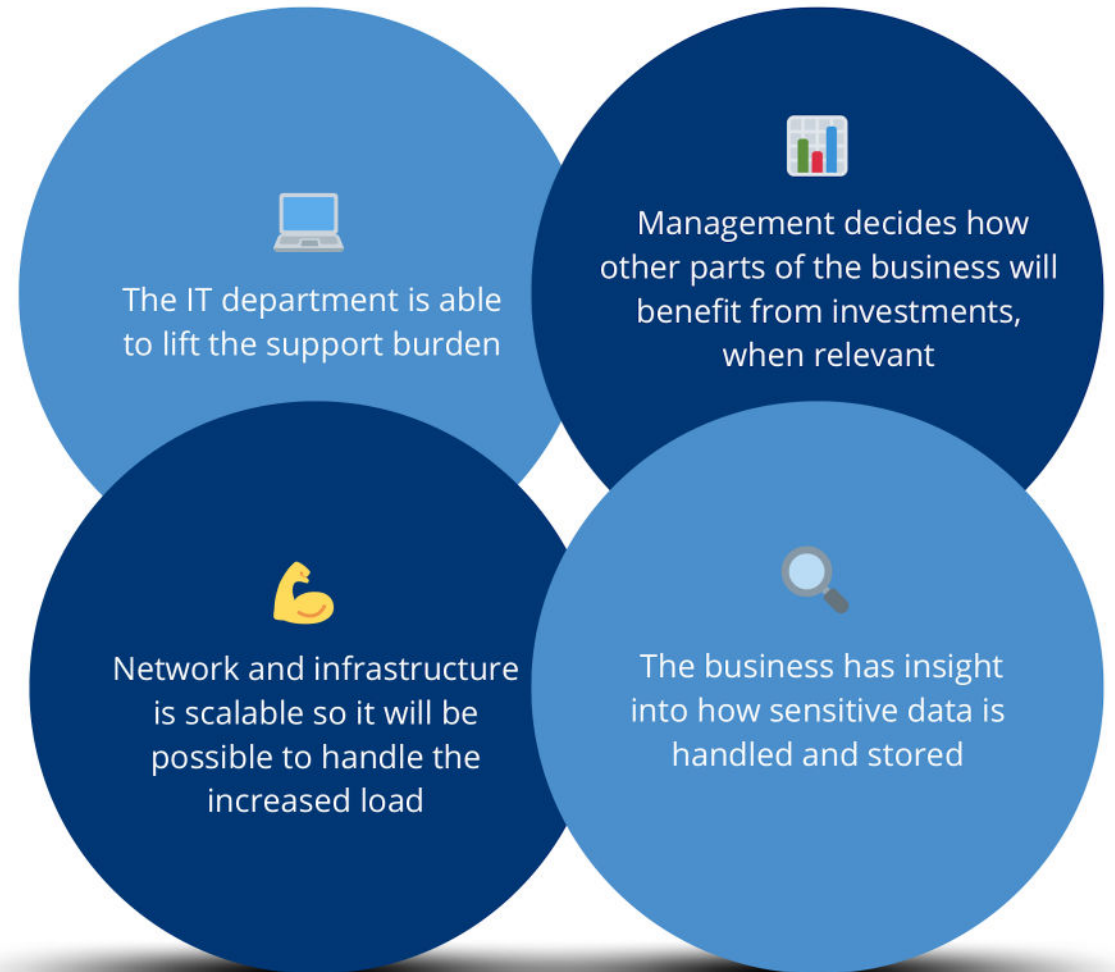 The IT department is able
to lift the support burden
Management decides how
other parts of the business will
benefit from investments,
when relevant
Network and infrastructure
is scalable so it will be
possible to handle the
increased load
The business has insight
into how sensitive data is
handled and stored